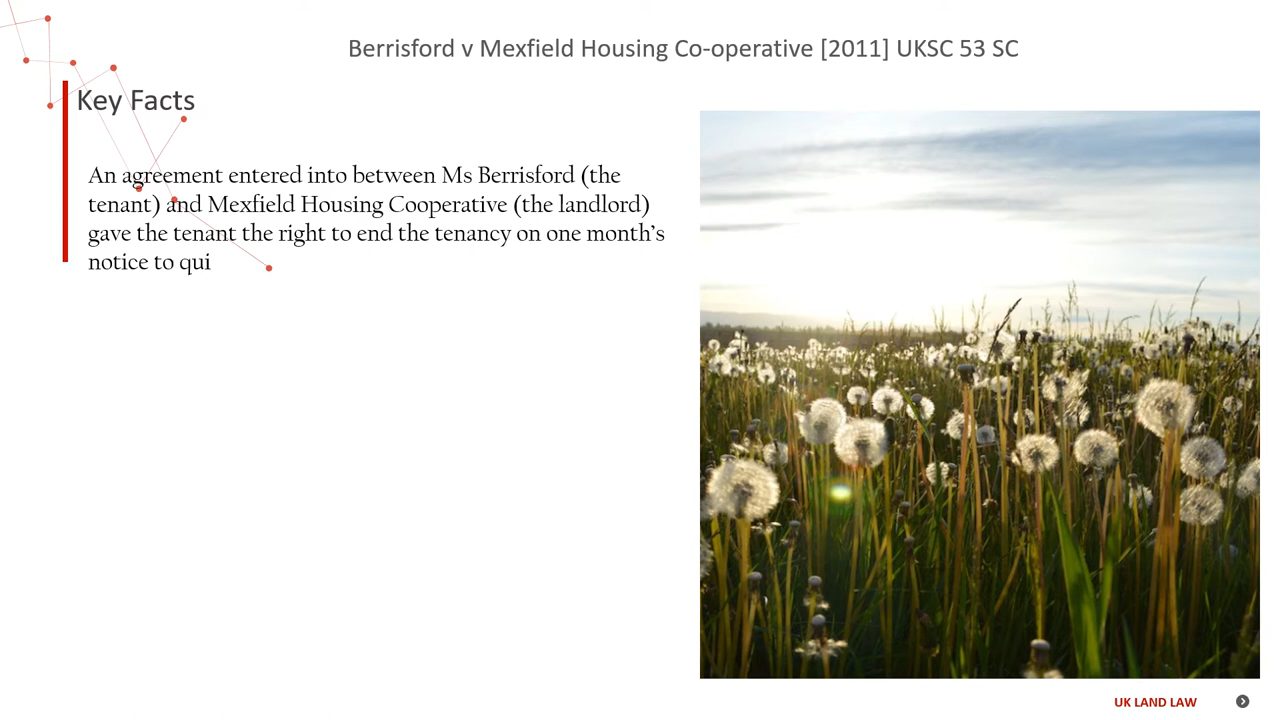 Berrisford v Mexfield Housing Co-operative [2011] UKSC 53 SC
Key Facts
An agreement entered into between Ms Berrisford (the
tenant) and Mexfield Housing Cooperative (the landlord)
gave the tenant the right to end the tenancy on one month’s
notice to qui
UK LAND LAW